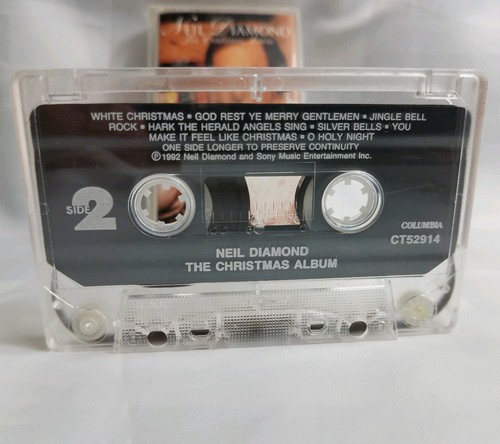 NEIL DIAMOND
WHITE CHRISTMAS ▪ GOD REST YE MERRY GENTLEMEN ▪ JINGLE BELL
ROCK ▪ HARK THE HERALD ANGELS SING ▪ SILVER BELLS ▪ YOU
MAKE IT FEEL LIKE CHRISTMAS ▪ O HOLY NIGHT
ONE SIDE LONGER TO PRESERVE CONTINUITY
℗1992 Neil Diamond and Sony Music Entertainment Inc.
SIDE 2
COLUMBIA
CT52914
NEIL DIAMOND
THE CHRISTMAS ALBUM